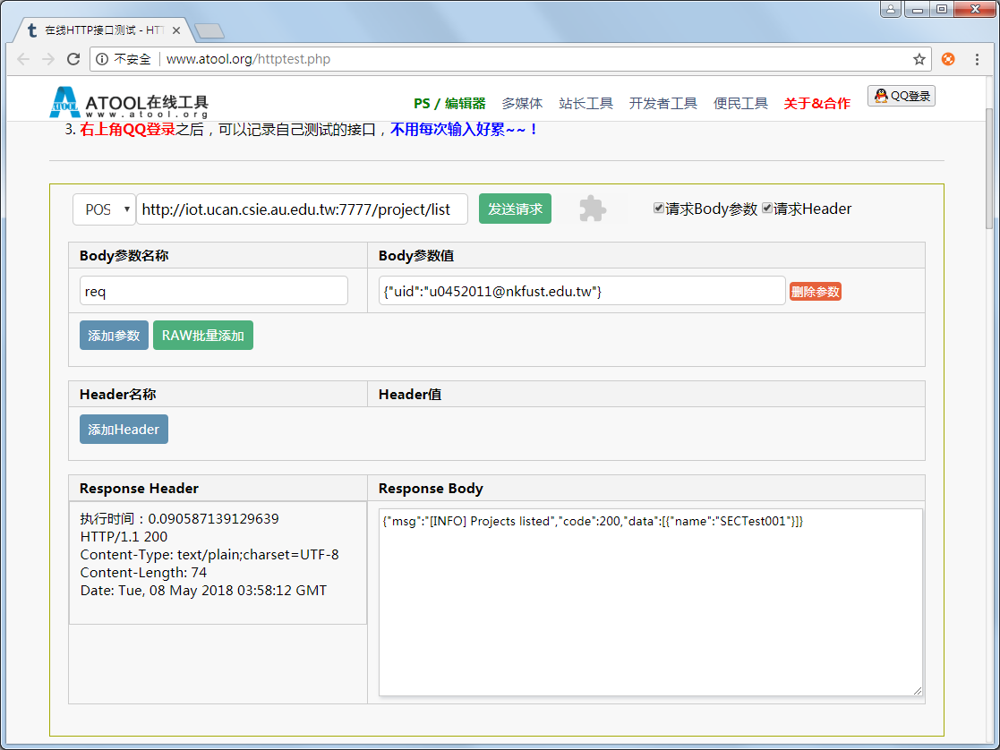 在线HTTP接口测试 - HTT
不安全 www.atool.org/httptest.php
ATOOL在线工具
www.atool.org
PS / 编辑器 多媒体 站长工具 开发者工具 便民工具 关于&合作 QQ登录
3. 右上角QQ登录之后，可以记录自己测试的接口，不用每次输入好累~~！
POS http://iot.ucan.csie.au.edu.tw:7777/project/list 发送请求 请求Body参数 请求Header
Body参数名称 Body参数值
req {"uid":"u0452011@nkfust.edu.tw"} 删除参数
添加参数 RAW批量添加
Header名称 Header值
添加Header
Response Header Response Body
执行时间：0.090587139129639
HTTP/1.1 200
Content-Type: text/plain;charset=UTF-8
Content-Length: 74
Date: Tue, 08 May 2018 03:58:12 GMT
{"msg":"[INFO] Projects listed","code":200,"data":[{"name":"SECTest001"}]}